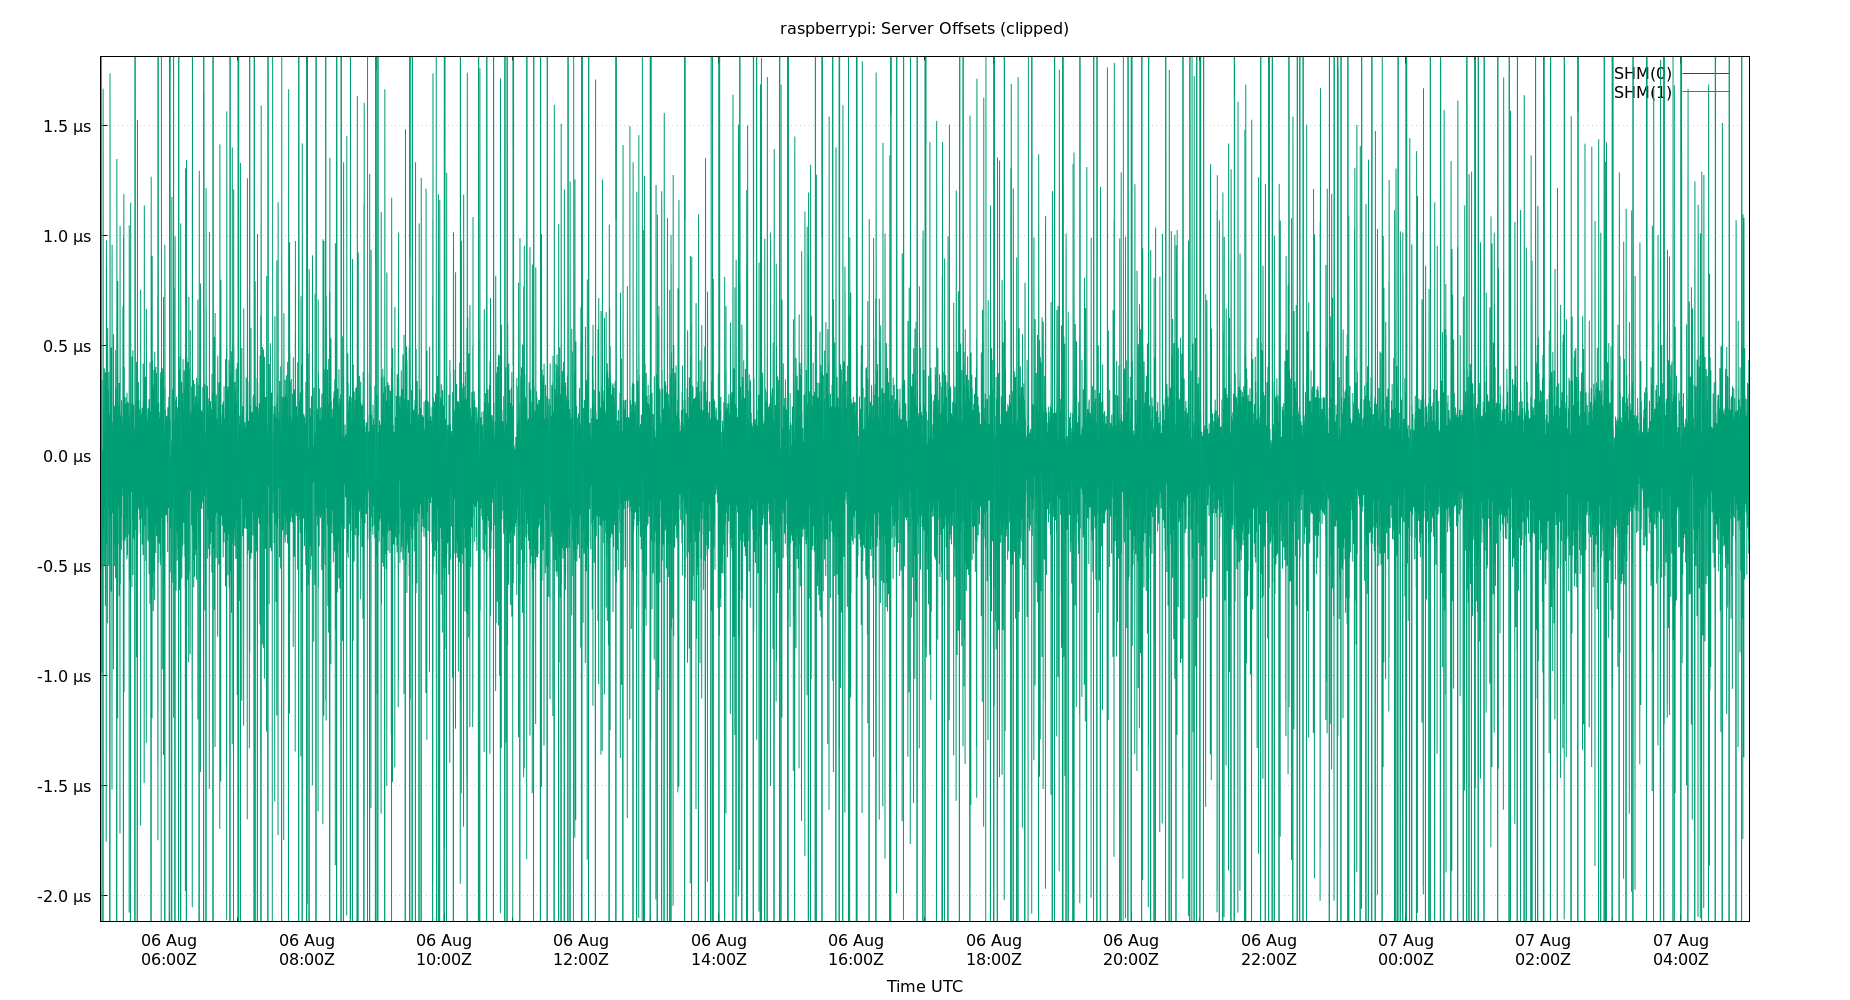 raspberrypi: Server Offsets (clipped)
SHM(0)
SHM(1)
1.5 µs
1.0 µs
0.5 µs
0.0 µs
-0.5 µs
-1.0 µs
-1.5 µs
-2.0 µs
06 Aug 06 Aug 06 Aug 06 Aug 06 Aug 06 Aug 06 Aug 06 Aug 06 Aug 07 Aug 07 Aug 07 Aug
06:00Z 08:00Z 10:00Z 12:00Z 14:00Z 16:00Z 18:00Z 20:00Z 22:00Z 00:00Z 02:00Z 04:00Z
Time UTC